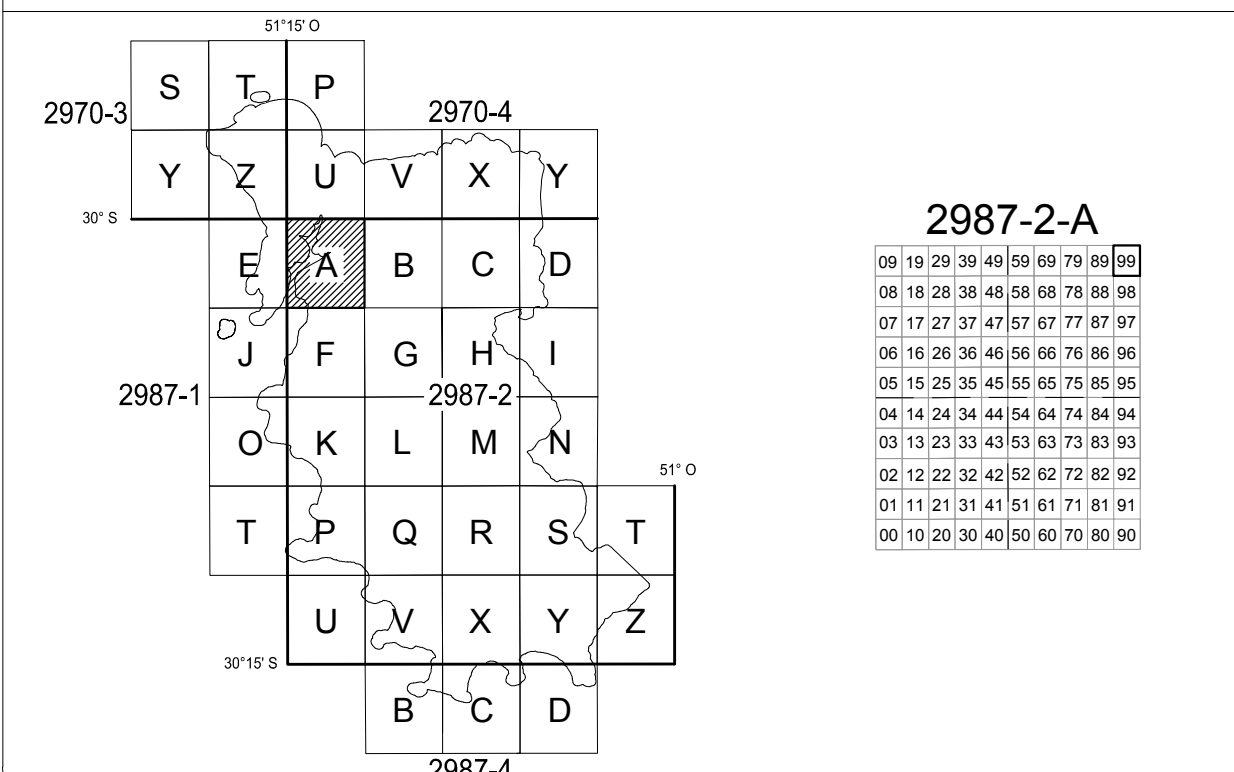 51°15' O
S T P
2970-3 2970-4
Y Z U V X Y
30° S
E A B C D
J F G H I
2987-1 2987-2
O K L M N
51° O
T P Q R S T
U V X Y Z
30°15' S
B C D
2987-4
2987-2-A
09 19 29 39 49 59 69 79 89 99
08 18 28 38 48 58 68 78 88 98
07 17 27 37 47 57 67 77 87 97
06 16 26 36 46 56 66 76 86 96
05 15 25 35 45 55 65 75 85 95
04 14 24 34 44 54 64 74 84 94
03 13 23 33 43 53 63 73 83 93
02 12 22 32 42 52 62 72 82 92
01 11 21 31 41 51 61 71 81 91
00 10 20 30 40 50 60 70 80 90